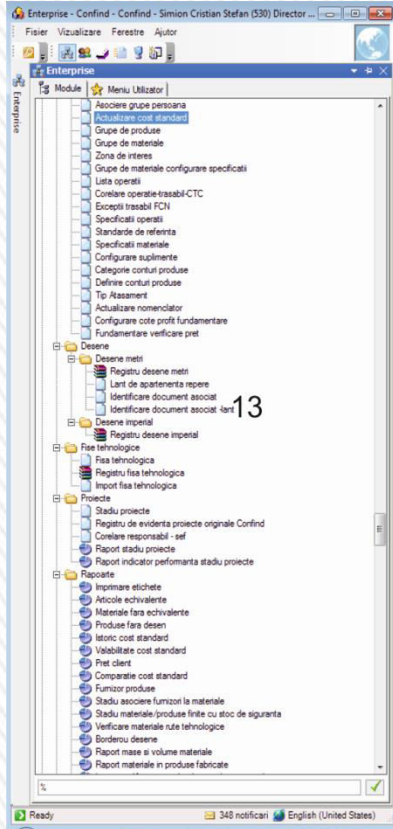 Enterprise - Confind - Confind - Simion Cristian Stefan (530) Director ...
Fisier Vizualizare Ferestre Ajutor
Enterprise
Module Meniu Utilizator
Enterprise
Asociere grupe persoana
Actualizare cost standard
Grupe de produse
Grupe de materiale
Zona de interes
Grupe de materiale configurare specificatii
Lista operatii
Corelare operatie-trasabil-CTC
Exceptii trasabil FCN
Specificatii operatii
Standarde de referinta
Specificatii materiale
Configurare suplimente
Categorie conturi produse
Definire conturi produse
Tip Atasament
Actualizare nomenclator
Configurare cote profit fundamentare
Fundamentare verificare pret
Desene
Desene metri
Registru desene metri
Lant de apartenenta repere
Identificare document asociat
Identificare document asociat -lant 13
Desene imperial
Registru desene imperial
Fise tehnologice
Fisa tehnologica
Registru fisa tehnologica
Import fisa tehnologica
Proiecte
Stadiu proiecte
Registru de evidenta proiecte originale Confind
Corelare responsabil - sef
Raport stadiu proiecte
Raport indicator performanta stadiu proiecte
Rapoarte
Imprimare etichete
Articole echivalente
Materiale fara echivalente
Produse fara desen
Istoric cost standard
Valabilitate cost standard
Pret client
Comparatie cost standard
Furnizor produse
Stadiu asociere furnizori la materiale
Stadiu materiale/produse finite cu stoc de siguranta
Verificare materiale rute tehnologice
Borderou desene
Raport mase si volume materiale
Raport materiale in produse fabricate
%
Ready 348 notificari English (United States)